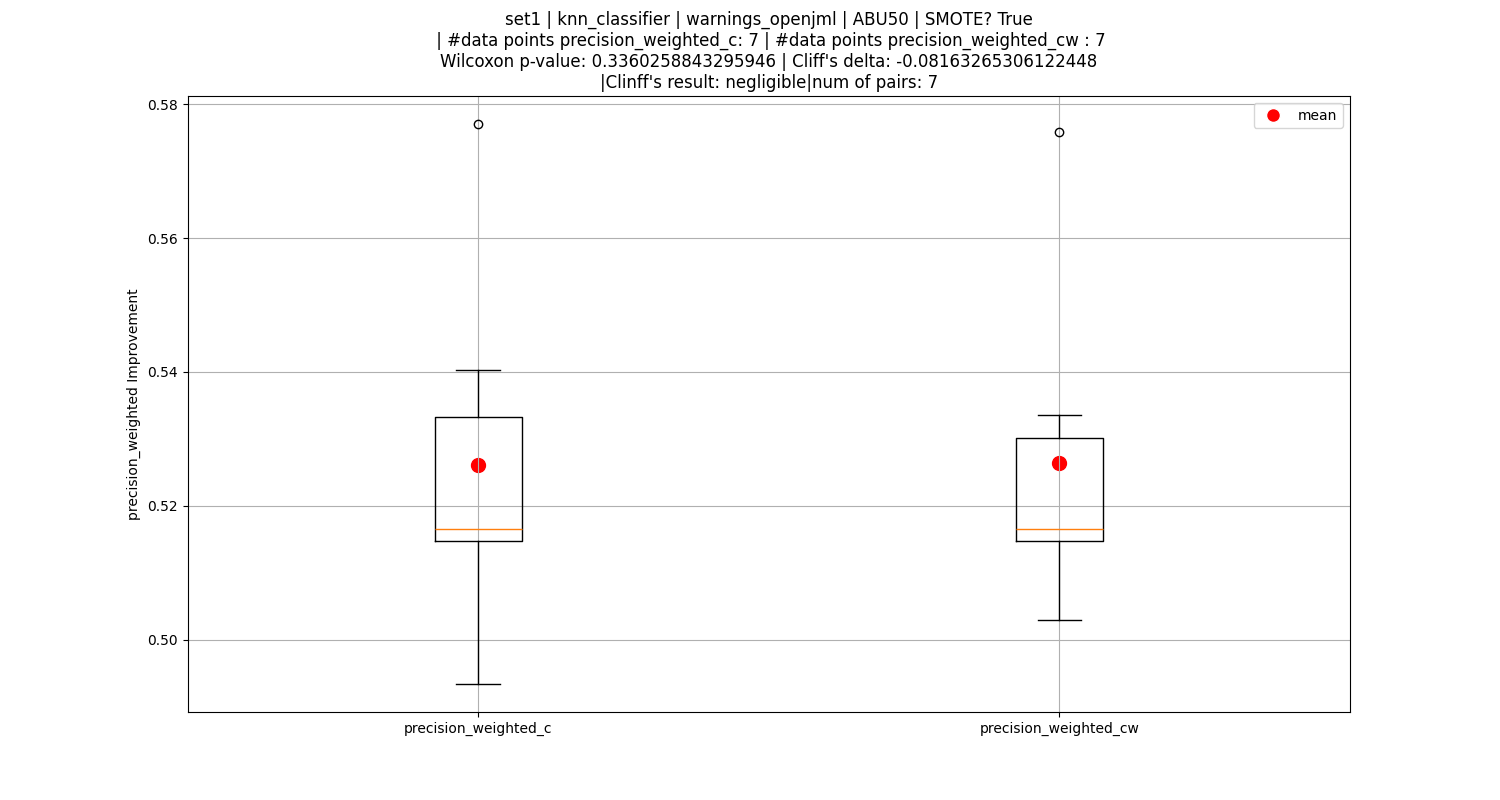 set1 | knn_classifier | warnings_openjml | ABU50 | SMOTE? True
| #data points precision_weighted_c: 7 | #data points precision_weighted_cw : 7
Wilcoxon p-value: 0.3360258843295946 | Cliff's delta: -0.08163265306122448
|Clinff's result: negligible|num of pairs: 7
mean
precision_weighted Improvement
0.58
0.56
0.54
0.52
0.50
precision_weighted_c
precision_weighted_cw